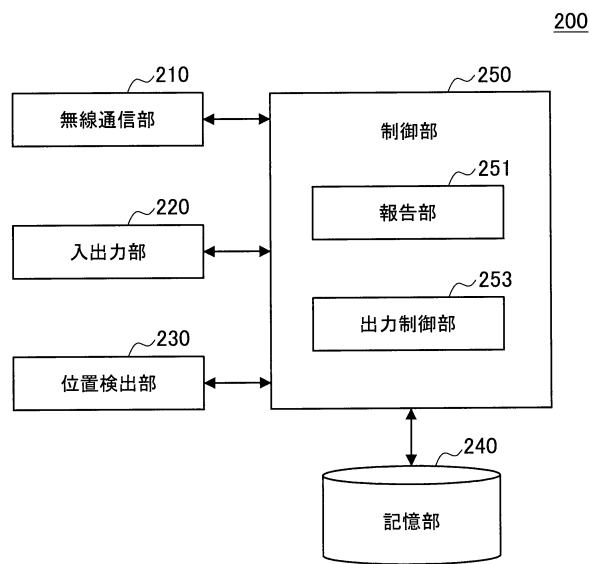 200
210
無線通信部
220
入出力部
230
位置検出部
250
制御部
251
報告部
253
出力制御部
240
記憶部